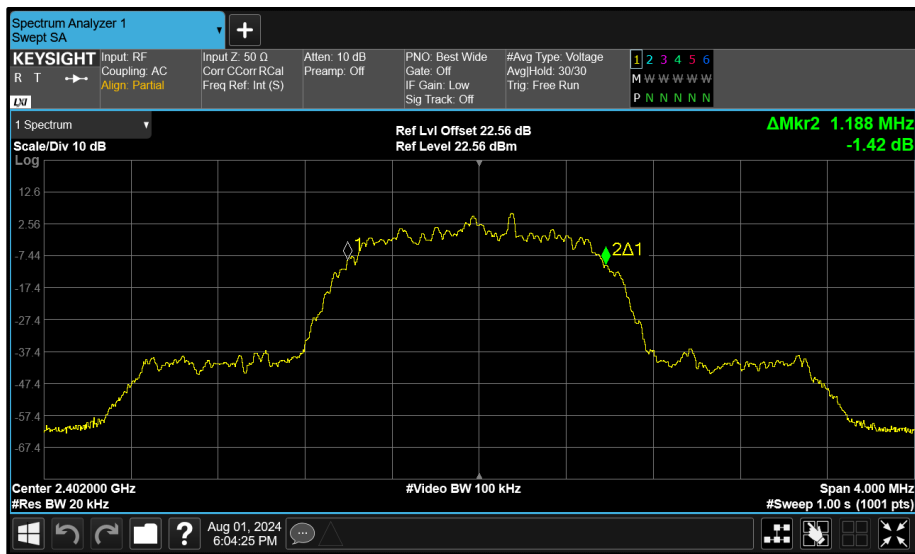 Spectrum Analyzer 1
Swept SA
+
KEYSIGHT
R T
LXI
Input: RF
Coupling: AC
Align: Partial
Input Z: 50 Ω
Corr CCorr RCal
Freq Ref: Int (S)
Atten: 10 dB
Preamp: Off
PNO: Best Wide
Gate: Off
IF Gain: Low
Sig Track: Off
#Avg Type: Voltage
Avg|Hold: 30/30
Trig: Free Run
1 2 3 4 5 6
M W W W W W
P N N N N N
1 Spectrum
Scale/Div 10 dB
Ref Lvl Offset 22.56 dB
Ref Level 22.56 dBm
ΔMkr2 1.188 MHz
-1.42 dB
Log
12.6
2.56
-7.44
-17.4
-27.4
-37.4
-47.4
-57.4
-67.4
1
2Δ1
Center 2.402000 GHz
#Res BW 20 kHz
#Video BW 100 kHz
Span 4.000 MHz
#Sweep 1.00 s (1001 pts)
?
Aug 01, 2024
6:04:25 PM